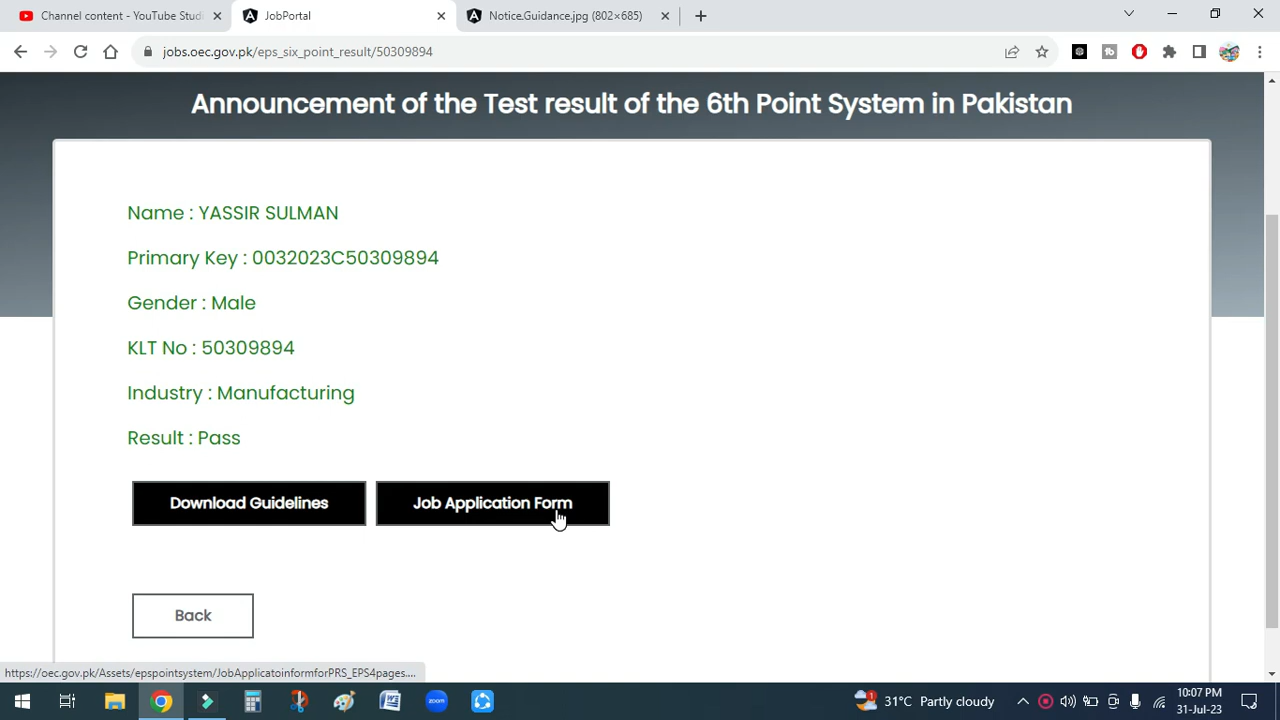 Channel content - YouTube Studi
JobPortal
Notice.Guidance.jpg (802×685)
jobs.oec.gov.pk/eps_six_point_result/50309894
Announcement of the Test result of the 6th Point System in Pakistan
Name : YASSIR SULMAN
Primary Key : 0032023C50309894
Gender : Male
KLT No : 50309894
Industry : Manufacturing
Result : Pass
Download Guidelines
Job Application Form
Back
https://oec.gov.pk/Assets/epspointsystem/JobApplicatoinformforPRS_EPS4pages....
zoom
1
31°C Partly cloudy
10:07 PM
31-Jul-23